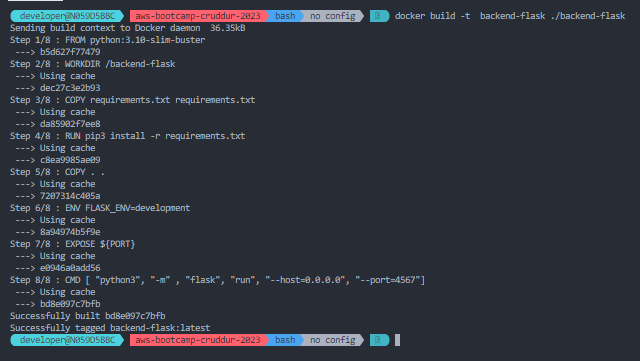 developer@N059D5BBC aws-bootcamp-cruddur-2023 bash no config docker build -t backend-flask ./backend-flask
Sending build context to Docker daemon 36.35kB
Step 1/8 : FROM python:3.10-slim-buster
---> b5d627f77479
Step 2/8 : WORKDIR /backend-flask
---> Using cache
---> dec27c3e2b93
Step 3/8 : COPY requirements.txt requirements.txt
---> Using cache
---> da85902f7ee8
Step 4/8 : RUN pip3 install -r requirements.txt
---> Using cache
---> c8ea9985ae09
Step 5/8 : COPY . .
---> Using cache
---> 7207314c405a
Step 6/8 : ENV FLASK_ENV=development
---> Using cache
---> 8a94974b5f9e
Step 7/8 : EXPOSE ${PORT}
---> Using cache
---> e0946a0add56
Step 8/8 : CMD [ "python3", "-m" , "flask", "run", "--host=0.0.0.0", "--port=4567"]
---> Using cache
---> bd8e097c7bfb
Successfully built bd8e097c7bfb
Successfully tagged backend-flask:latest
developer@N059D5BBC aws-bootcamp-cruddur-2023 bash no config